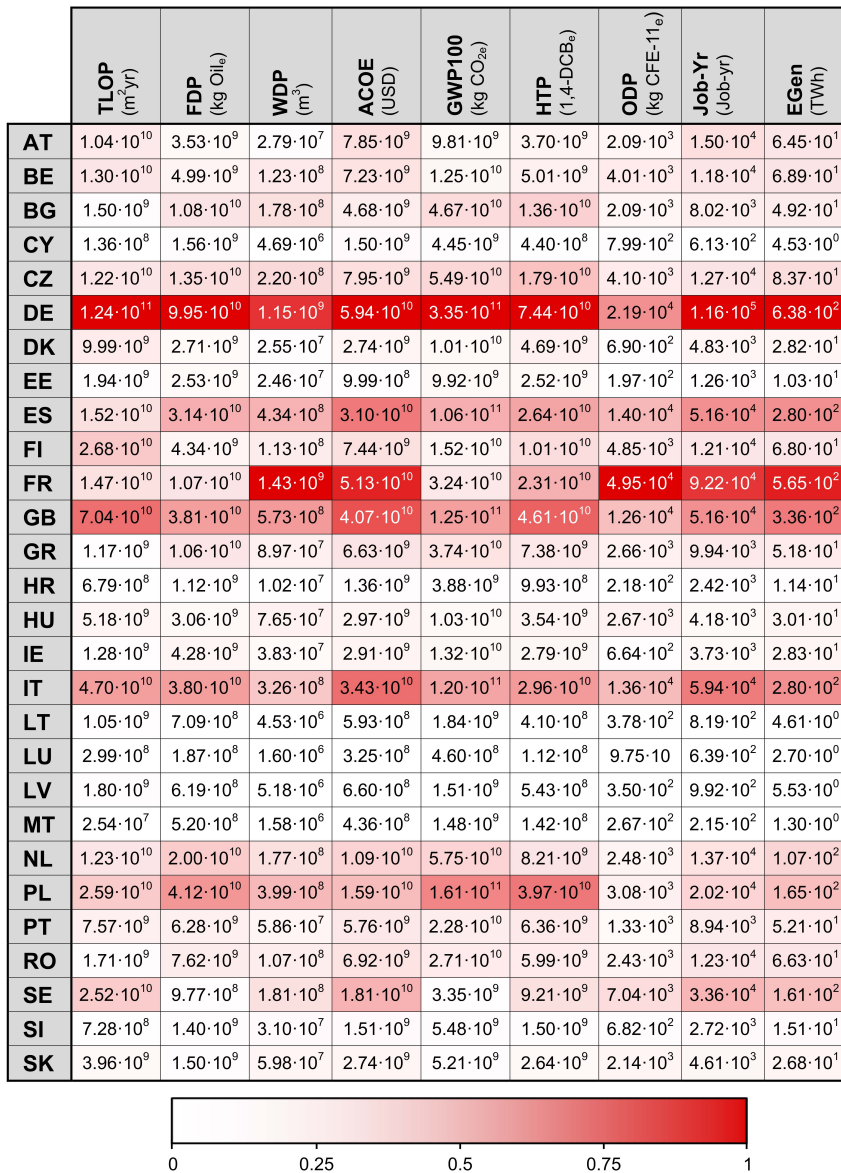 TLOP (m²yr) FDP (kg Oilₑ) WDP (m³) ACOE (USD) GWP100 (kg CO₂ₑ) HTP (1,4-DCBₑ) ODP (kg CFE-11ₑ) Job-Yr (Job-yr) EGen (TWh)
AT 1.04·10¹⁰ 3.53·10⁹ 2.79·10⁷ 7.85·10⁹ 9.81·10⁹ 3.70·10⁹ 2.09·10³ 1.50·10⁴ 6.45·10¹
BE 1.30·10¹⁰ 4.99·10⁹ 1.23·10⁸ 7.23·10⁹ 1.25·10¹⁰ 5.01·10⁹ 4.01·10³ 1.18·10⁴ 6.89·10¹
BG 1.50·10⁹ 1.08·10¹⁰ 1.78·10⁸ 4.68·10⁹ 4.67·10¹⁰ 1.36·10¹⁰ 2.09·10³ 8.02·10³ 4.92·10¹
CY 1.36·10⁸ 1.56·10⁹ 4.69·10⁶ 1.50·10⁹ 4.45·10⁹ 4.40·10⁸ 7.99·10² 6.13·10² 4.53·10⁰
CZ 1.22·10¹⁰ 1.35·10¹⁰ 2.20·10⁸ 7.95·10⁹ 5.49·10¹⁰ 1.79·10¹⁰ 4.10·10³ 1.27·10⁴ 8.37·10¹
DE 1.24·10¹¹ 9.95·10¹⁰ 1.15·10⁹ 5.94·10¹⁰ 3.35·10¹¹ 7.44·10¹⁰ 2.19·10⁴ 1.16·10⁵ 6.38·10²
DK 9.99·10⁹ 2.71·10⁹ 2.55·10⁷ 2.74·10⁹ 1.01·10¹⁰ 4.69·10⁹ 6.90·10² 4.83·10³ 2.82·10¹
EE 1.94·10⁹ 2.53·10⁹ 2.46·10⁷ 9.99·10⁸ 9.92·10⁹ 2.52·10⁹ 1.97·10² 1.26·10³ 1.03·10¹
ES 1.52·10¹⁰ 3.14·10¹⁰ 4.34·10⁸ 3.10·10¹⁰ 1.06·10¹¹ 2.64·10¹⁰ 1.40·10⁴ 5.16·10⁴ 2.80·10²
FI 2.68·10¹⁰ 4.34·10⁹ 1.13·10⁸ 7.44·10⁹ 1.52·10¹⁰ 1.01·10¹⁰ 4.85·10³ 1.21·10⁴ 6.80·10¹
FR 1.47·10¹⁰ 1.07·10¹⁰ 1.43·10⁹ 5.13·10¹⁰ 3.24·10¹⁰ 2.31·10¹⁰ 4.95·10⁴ 9.22·10⁴ 5.65·10²
GB 7.04·10¹⁰ 3.81·10¹⁰ 5.73·10⁸ 4.07·10¹⁰ 1.25·10¹¹ 4.61·10¹⁰ 1.26·10⁴ 5.16·10⁴ 3.36·10²
GR 1.17·10⁹ 1.06·10¹⁰ 8.97·10⁷ 6.63·10⁹ 3.74·10¹⁰ 7.38·10⁹ 2.66·10³ 9.94·10³ 5.18·10¹
HR 6.79·10⁸ 1.12·10⁹ 1.02·10⁷ 1.36·10⁹ 3.88·10⁹ 9.93·10⁸ 2.18·10² 2.42·10³ 1.14·10¹
HU 5.18·10⁹ 3.06·10⁹ 7.65·10⁷ 2.97·10⁹ 1.03·10¹⁰ 3.54·10⁹ 2.67·10³ 4.18·10³ 3.01·10¹
IE 1.28·10⁹ 4.28·10⁹ 3.83·10⁷ 2.91·10⁹ 1.32·10¹⁰ 2.79·10⁹ 6.64·10² 3.73·10³ 2.83·10¹
IT 4.70·10¹⁰ 3.80·10¹⁰ 3.26·10⁸ 3.43·10¹⁰ 1.20·10¹¹ 2.96·10¹⁰ 1.36·10⁴ 5.94·10⁴ 2.80·10²
LT 1.05·10⁹ 7.09·10⁸ 4.53·10⁶ 5.93·10⁸ 1.84·10⁹ 4.10·10⁸ 3.78·10² 8.19·10² 4.61·10⁰
LU 2.99·10⁸ 1.87·10⁸ 1.60·10⁶ 3.25·10⁸ 4.60·10⁸ 1.12·10⁸ 9.75·10 6.39·10² 2.70·10⁰
LV 1.80·10⁹ 6.19·10⁸ 5.18·10⁶ 6.60·10⁸ 1.51·10⁹ 5.43·10⁸ 3.50·10² 9.92·10² 5.53·10⁰
MT 2.54·10⁷ 5.20·10⁸ 1.58·10⁶ 4.36·10⁸ 1.48·10⁹ 1.42·10⁸ 2.67·10² 2.15·10² 1.30·10⁰
NL 1.23·10¹⁰ 2.00·10¹⁰ 1.77·10⁸ 1.09·10¹⁰ 5.75·10¹⁰ 8.21·10⁹ 2.48·10³ 1.37·10⁴ 1.07·10²
PL 2.59·10¹⁰ 4.12·10¹⁰ 3.99·10⁸ 1.59·10¹⁰ 1.61·10¹¹ 3.97·10¹⁰ 3.08·10³ 2.02·10⁴ 1.65·10²
PT 7.57·10⁹ 6.28·10⁹ 5.86·10⁷ 5.76·10⁹ 2.28·10¹⁰ 6.36·10⁹ 1.33·10³ 8.94·10³ 5.21·10¹
RO 1.71·10⁹ 7.62·10⁹ 1.07·10⁸ 6.92·10⁹ 2.71·10¹⁰ 5.99·10⁹ 2.43·10³ 1.23·10⁴ 6.63·10¹
SE 2.52·10¹⁰ 9.77·10⁸ 1.81·10⁸ 1.81·10¹⁰ 3.35·10⁹ 9.21·10⁹ 7.04·10³ 3.36·10⁴ 1.61·10²
SI 7.28·10⁸ 1.40·10⁹ 3.10·10⁷ 1.51·10⁹ 5.48·10⁹ 1.50·10⁹ 6.82·10² 2.72·10³ 1.51·10¹
SK 3.96·10⁹ 1.50·10⁹ 5.98·10⁷ 2.74·10⁹ 5.21·10⁹ 2.64·10⁹ 2.14·10³ 4.61·10³ 2.68·10¹
0 0.25 0.5 0.75 1